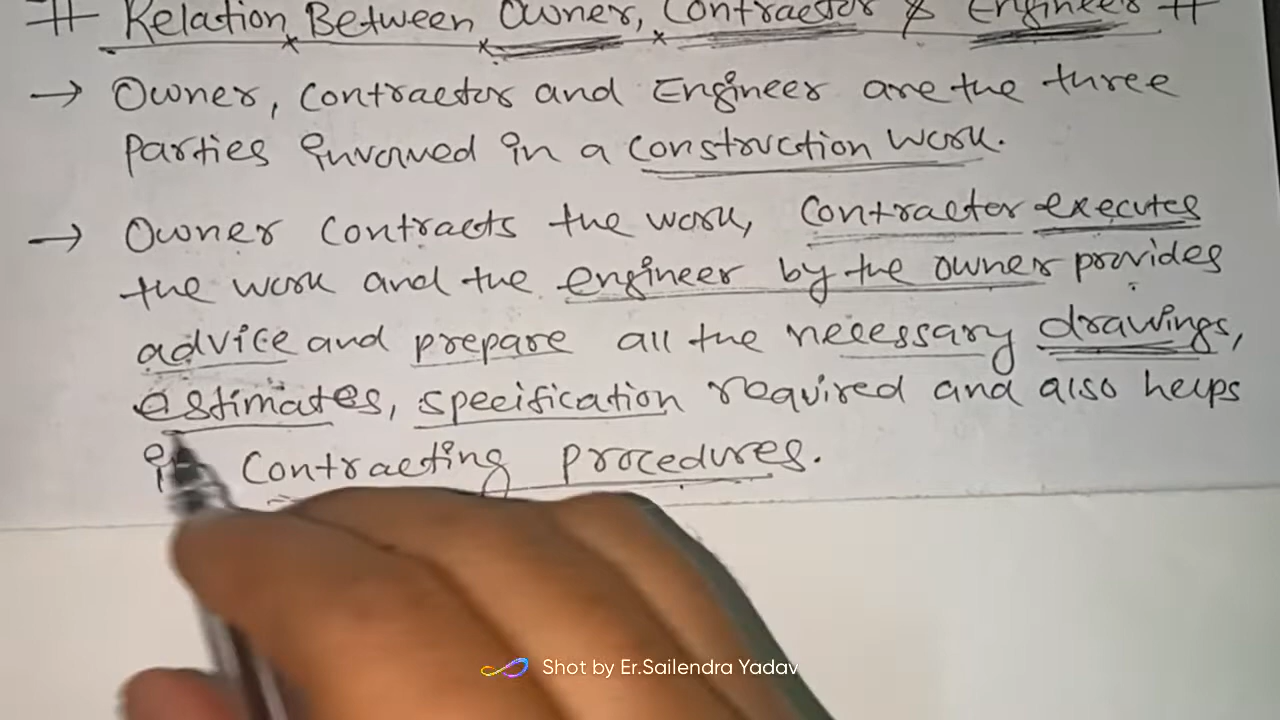 # Relation Between Owner, Contractor & Engineer #
→ Owner, Contractor and Engineer are the three
Parties involved in a Construction work.
→ Owner Contracts the work, Contractor executes
the work and the engineer by the owner provides
advice and prepare all the necessary drawings,
estimates, specification required and also helps
in Contracting Procedures.
Shot by Er.Sailendra Yadav